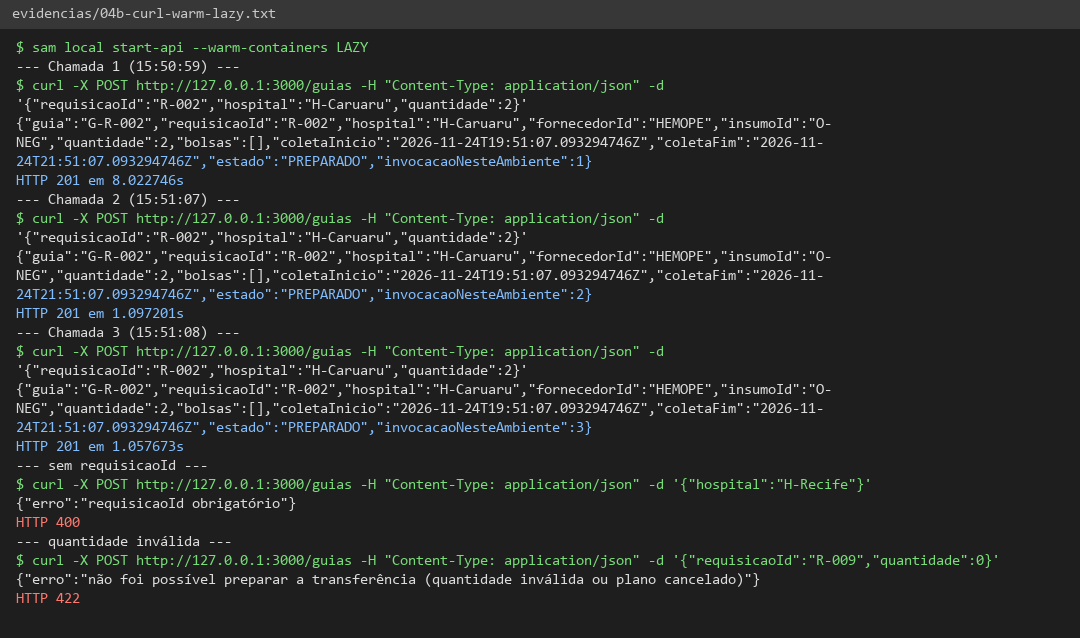 evidencias/04b-curl-warm-lazy.txt
$ sam local start-api --warm-containers LAZY
--- Chamada 1 (15:50:59) ---
$ curl -X POST http://127.0.0.1:3000/guias -H "Content-Type: application/json" -d
'{"requisicaoId":"R-002","hospital":"H-Caruaru","quantidade":2}'
{"guia":"G-R-002","requisicaoId":"R-002","hospital":"H-Caruaru","fornecedorId":"HEMOPE","insumoId":"O-
NEG","quantidade":2,"bolsas":[],"coletaInicio":"2026-11-24T19:51:07.093294746Z","coletaFim":"2026-11-
24T21:51:07.093294746Z","estado":"PREPARADO","invocacaoNesteAmbiente":1}
HTTP 201 em 8.022746s
--- Chamada 2 (15:51:07) ---
$ curl -X POST http://127.0.0.1:3000/guias -H "Content-Type: application/json" -d
'{"requisicaoId":"R-002","hospital":"H-Caruaru","quantidade":2}'
{"guia":"G-R-002","requisicaoId":"R-002","hospital":"H-Caruaru","fornecedorId":"HEMOPE","insumoId":"O-
NEG","quantidade":2,"bolsas":[],"coletaInicio":"2026-11-24T19:51:07.093294746Z","coletaFim":"2026-11-
24T21:51:07.093294746Z","estado":"PREPARADO","invocacaoNesteAmbiente":2}
HTTP 201 em 1.097201s
--- Chamada 3 (15:51:08) ---
$ curl -X POST http://127.0.0.1:3000/guias -H "Content-Type: application/json" -d
'{"requisicaoId":"R-002","hospital":"H-Caruaru","quantidade":2}'
{"guia":"G-R-002","requisicaoId":"R-002","hospital":"H-Caruaru","fornecedorId":"HEMOPE","insumoId":"O-
NEG","quantidade":2,"bolsas":[],"coletaInicio":"2026-11-24T19:51:07.093294746Z","coletaFim":"2026-11-
24T21:51:07.093294746Z","estado":"PREPARADO","invocacaoNesteAmbiente":3}
HTTP 201 em 1.057673s
--- sem requisicaoId ---
$ curl -X POST http://127.0.0.1:3000/guias -H "Content-Type: application/json" -d '{"hospital":"H-Recife"}'
{"erro":"requisicaoId obrigatório"}
HTTP 400
--- quantidade inválida ---
$ curl -X POST http://127.0.0.1:3000/guias -H "Content-Type: application/json" -d '{"requisicaoId":"R-009","quantidade":0}'
{"erro":"não foi possível preparar a transferência (quantidade inválida ou plano cancelado)"}
HTTP 422